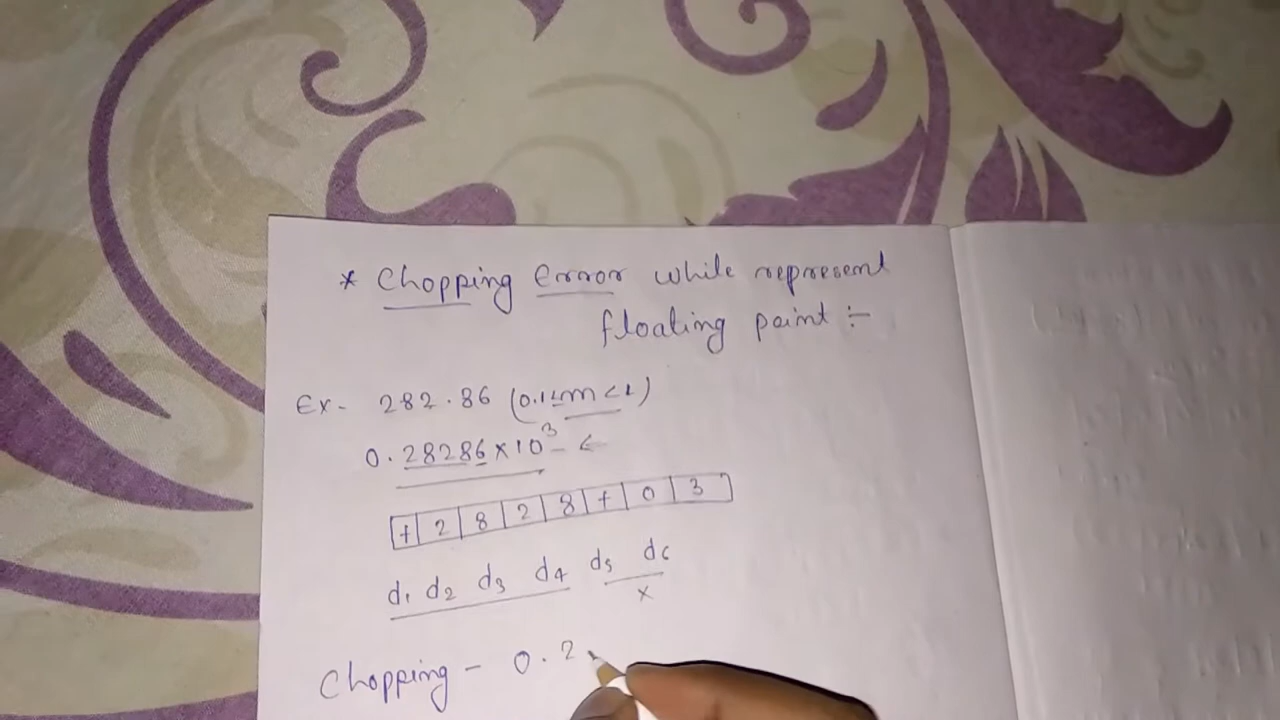 * Chopping Error while represent
floating point :-
Ex- 282.86 (0.1≤m<1)
0.28286×10³ ←
+ 2 8 2 8 + 0 3
d₁ d₂ d₃ d₄ d₅ d₆
x
Chopping - 0.2